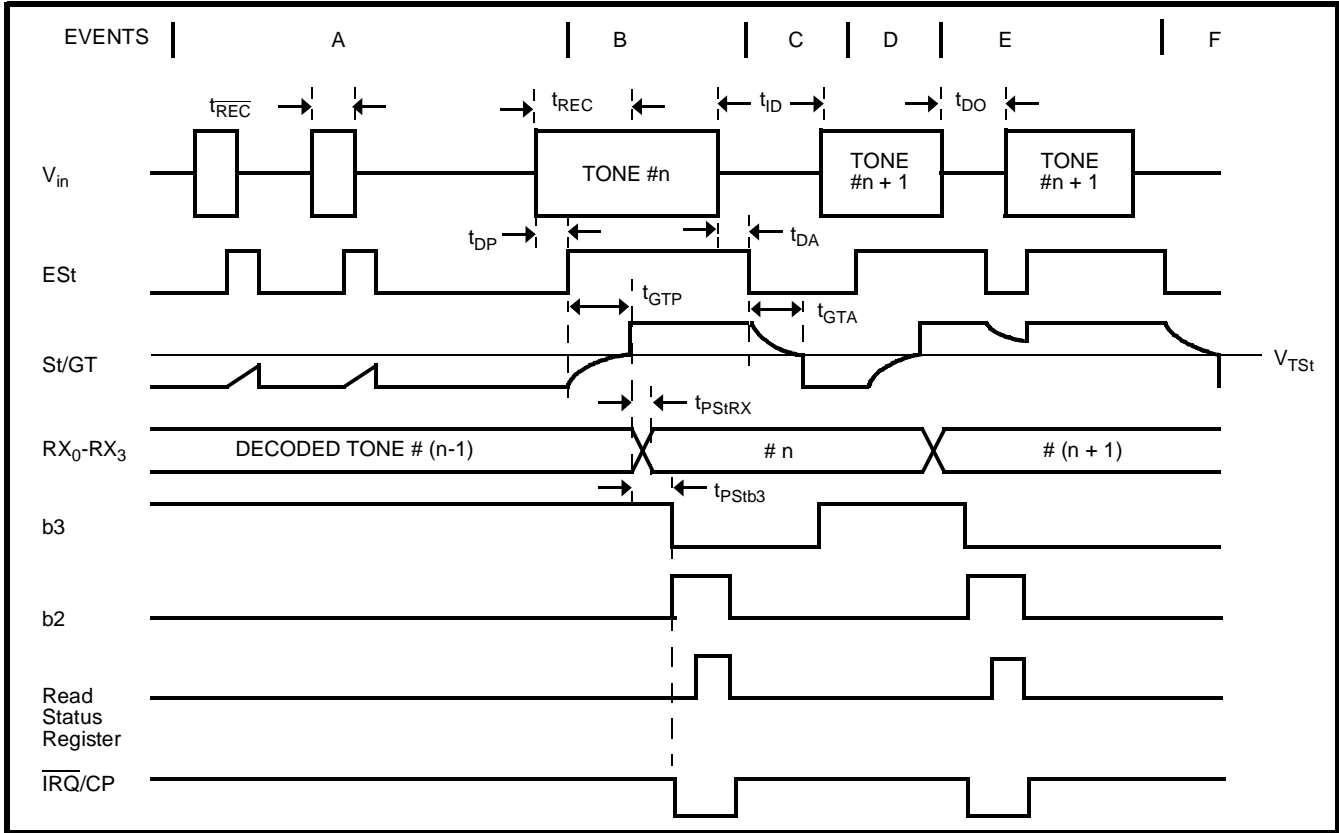 EVENTS A B C D E F
tREC tREC tID tDO
Vin TONE #n TONE #n + 1 TONE #n + 1
tDP tDA
ESt
tGTP tGTA
St/GT VTSt
tPStRX
RX0-RX3 DECODED TONE # (n-1) # n # (n + 1)
tPStb3
b3
b2
Read
Status
Register
IRQ/CP